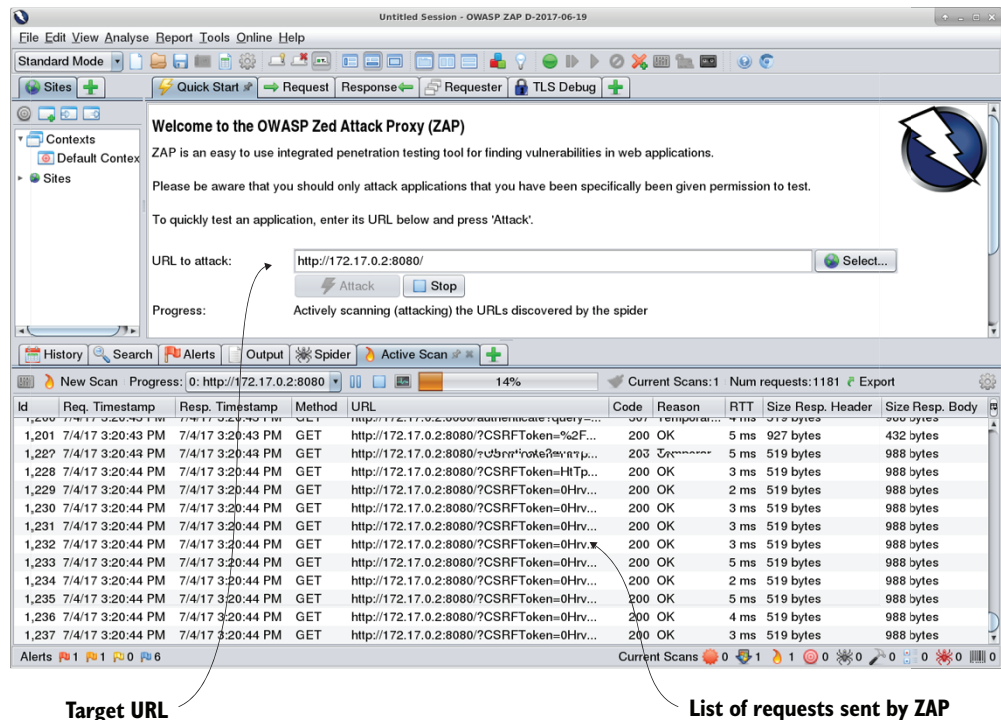 Untitled Session - OWASP ZAP D-2017-06-19
File Edit View Analyse Report Tools Online Help
Standard Mode
Sites Quick Start Request Response Requester TLS Debug
Contexts
Default Contex
Sites
Welcome to the OWASP Zed Attack Proxy (ZAP)
ZAP is an easy to use integrated penetration testing tool for finding vulnerabilities in web applications.
Please be aware that you should only attack applications that you have been specifically been given permission to test.
To quickly test an application, enter its URL below and press 'Attack'.
URL to attack: http://172.17.0.2:8080/ Select...
Attack Stop
Progress: Actively scanning (attacking) the URLs discovered by the spider
History Search Alerts Output Spider Active Scan
New Scan Progress: 0: http://172.17.0.2:8080 14% Current Scans:1 Num requests:1181 Export
Id Req. Timestamp Resp. Timestamp Method URL Code Reason RTT Size Resp. Header Size Resp. Body
1,201 7/4/17 3:20:43 PM 7/4/17 3:20:43 PM GET http://172.17.0.2:8080/?CSRFToken=%2F... 200 OK 5 ms 927 bytes 432 bytes
7/4/17 3:20:43 PM 7/4/17 3:20:43 PM GET 5 ms 519 bytes 988 bytes
1,228 7/4/17 3:20:44 PM 7/4/17 3:20:44 PM GET http://172.17.0.2:8080/?CSRFToken=HtTp... 200 OK 3 ms 519 bytes 988 bytes
1,229 7/4/17 3:20:44 PM 7/4/17 3:20:44 PM GET http://172.17.0.2:8080/?CSRFToken=0Hrv... 200 OK 2 ms 519 bytes 988 bytes
1,230 7/4/17 3:20:44 PM 7/4/17 3:20:44 PM GET http://172.17.0.2:8080/?CSRFToken=0Hrv... 200 OK 3 ms 519 bytes 988 bytes
1,231 7/4/17 3:20:44 PM 7/4/17 3:20:44 PM GET http://172.17.0.2:8080/?CSRFToken=0Hrv... 200 OK 3 ms 519 bytes 988 bytes
1,232 7/4/17 3:20:44 PM 7/4/17 3:20:44 PM GET http://172.17.0.2:8080/?CSRFToken=0Hrv... 200 OK 3 ms 519 bytes 988 bytes
1,233 7/4/17 3:20:44 PM 7/4/17 3:20:44 PM GET http://172.17.0.2:8080/?CSRFToken=0Hrv... 200 OK 5 ms 519 bytes 988 bytes
1,234 7/4/17 3:20:44 PM 7/4/17 3:20:44 PM GET http://172.17.0.2:8080/?CSRFToken=0Hrv... 200 OK 2 ms 519 bytes 988 bytes
1,235 7/4/17 3:20:44 PM 7/4/17 3:20:44 PM GET http://172.17.0.2:8080/?CSRFToken=0Hrv... 200 OK 5 ms 519 bytes 988 bytes
1,236 7/4/17 3:20:44 PM 7/4/17 3:20:44 PM GET http://172.17.0.2:8080/?CSRFToken=0Hrv... 200 OK 4 ms 519 bytes 988 bytes
1,237 7/4/17 3:20:44 PM 7/4/17 3:20:44 PM GET http://172.17.0.2:8080/?CSRFToken=0Hrv... 200 OK 3 ms 519 bytes 988 bytes
Alerts 1 1 0 6 Current Scans 0 1 1 0 0 0 0 0 0
Target URL List of requests sent by ZAP